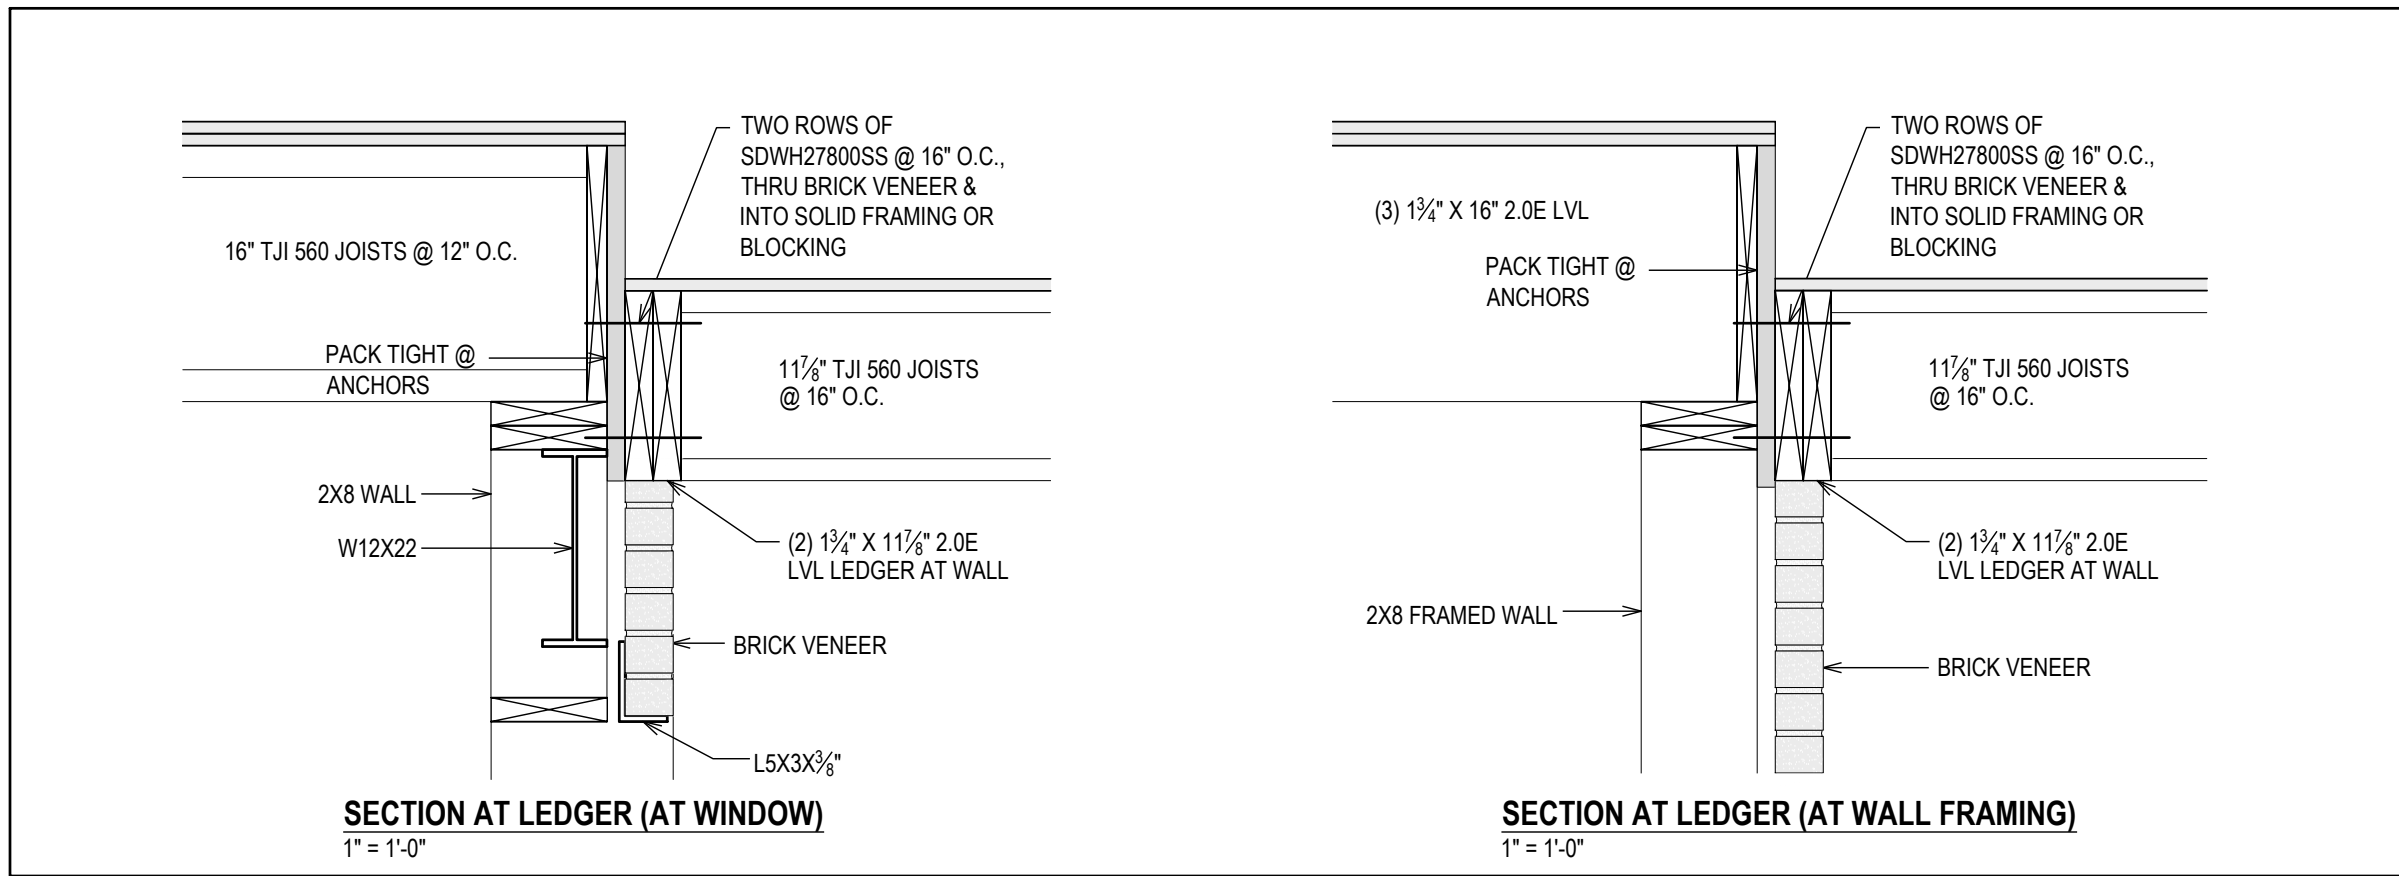 TWO ROWS OF
SDWH27800SS @ 16" O.C.,
THRU BRICK VENEER &
INTO SOLID FRAMING OR
BLOCKING
16" TJI 560 JOISTS @ 12" O.C.
PACK TIGHT @
ANCHORS
11⅞" TJI 560 JOISTS
@ 16" O.C.
2X8 WALL
W12X22
(2) 1¾" X 11⅞" 2.0E
LVL LEDGER AT WALL
BRICK VENEER
L5X3X⅜"
SECTION AT LEDGER (AT WINDOW)
1" = 1'-0"
TWO ROWS OF
SDWH27800SS @ 16" O.C.,
THRU BRICK VENEER &
INTO SOLID FRAMING OR
BLOCKING
(3) 1¾" X 16" 2.0E LVL
PACK TIGHT @
ANCHORS
11⅞" TJI 560 JOISTS
@ 16" O.C.
(2) 1¾" X 11⅞" 2.0E
LVL LEDGER AT WALL
2X8 FRAMED WALL
BRICK VENEER
SECTION AT LEDGER (AT WALL FRAMING)
1" = 1'-0"